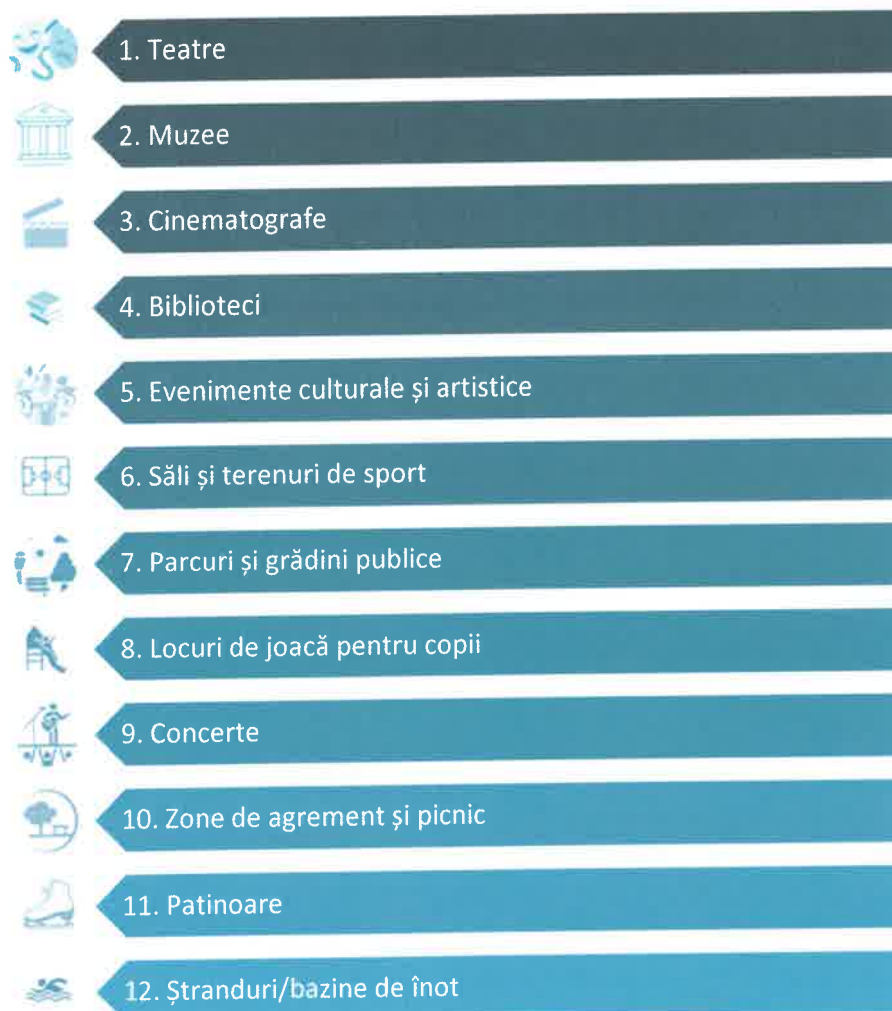 1. Teatre
2. Muzee
3. Cinematografe
4. Biblioteci
5. Evenimente culturale și artistice
6. Săli și terenuri de sport
7. Parcuri și grădini publice
8. Locuri de joacă pentru copii
9. Concerte
10. Zone de agrement și picnic
11. Patinoare
12. Ștranduri/bazine de înot